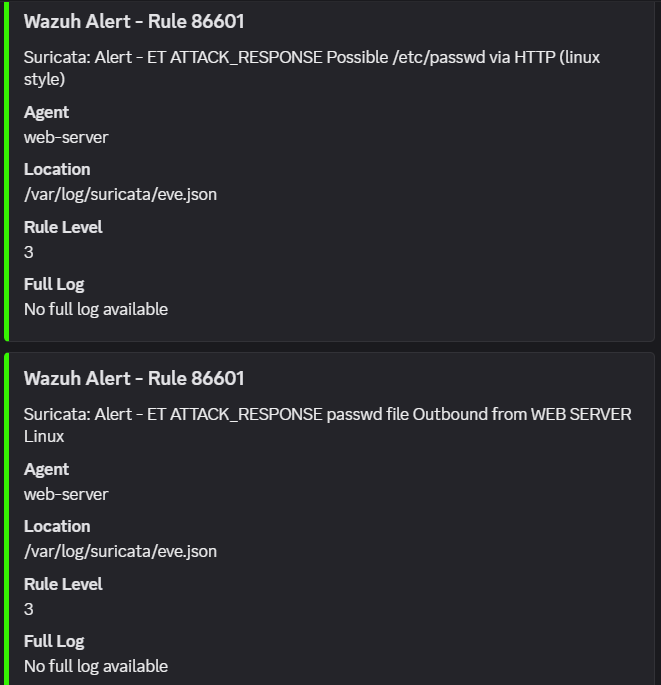 Wazuh Alert - Rule 86601
Suricata: Alert - ET ATTACK_RESPONSE Possible /etc/passwd via HTTP (linux
style)
Agent
web-server
Location
/var/log/suricata/eve.json
Rule Level
3
Full Log
No full log available
Wazuh Alert - Rule 86601
Suricata: Alert - ET ATTACK_RESPONSE passwd file Outbound from WEB SERVER
Linux
Agent
web-server
Location
/var/log/suricata/eve.json
Rule Level
3
Full Log
No full log available